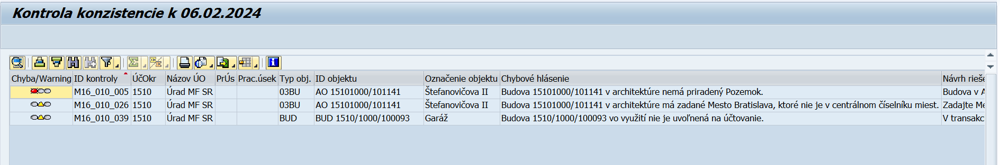 Kontrola konzistencie k 06.02.2024
Chyba/Warning ID kontroly ÚčOkr Názov ÚO PrÚs Prac.úsek Typ obj. ID objektu Označenie objektu Chybové hlásenie Návrh rieše
M16_010_005 1510 Úrad MF SR 03BU AO 15101000/101141 Štefanovičova II Budova 15101000/101141 v architektúre nemá priradený Pozemok. Budova v A
M16_010_026 1510 Úrad MF SR 03BU AO 15101000/101141 Štefanovičova II Budova 15101000/101141 v architektúre má zadané Mesto Bratislava, ktoré nie je v centrálnom číselníku miest. Zadajte Me
M16_010_039 1510 Úrad MF SR BUD BUD 1510/1000/100093 Garáž Budova 1510/1000/100093 vo využití nie je uvoľnená na účtovanie. V transakc